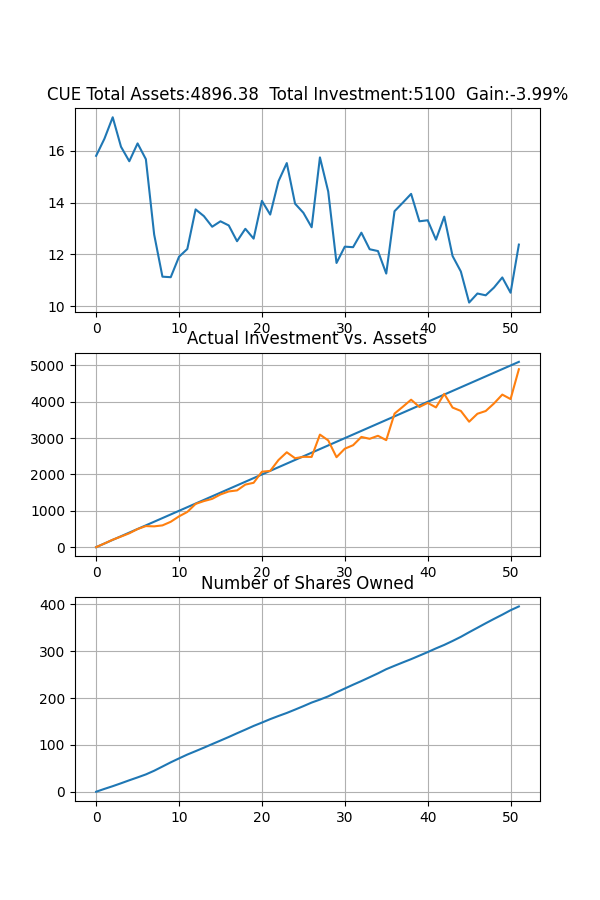 CUE Total Assets:4896.38  Total Investment:5100  Gain:-3.99%
16
14
12
10
0 10 20 30 40 50
Actual Investment vs. Assets
5000
4000
3000
2000
1000
0
0 10 20 30 40 50
Number of Shares Owned
400
300
200
100
0
0 10 20 30 40 50